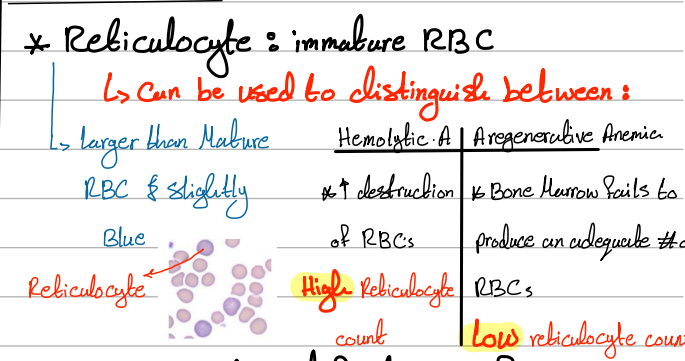 * Reticulocyte : immature RBC
↳ Can be used to distinguish between :
↳ larger than Mature
RBC & slightly
Blue
Reticulocyte
Hemolytic. A
* ↑ destruction
of RBCs
High Reticulocyte
count
Aregenerative Anemia
* Bone Marrow fails to
produce an adequate #
RBCs
Low reticulocyte coun